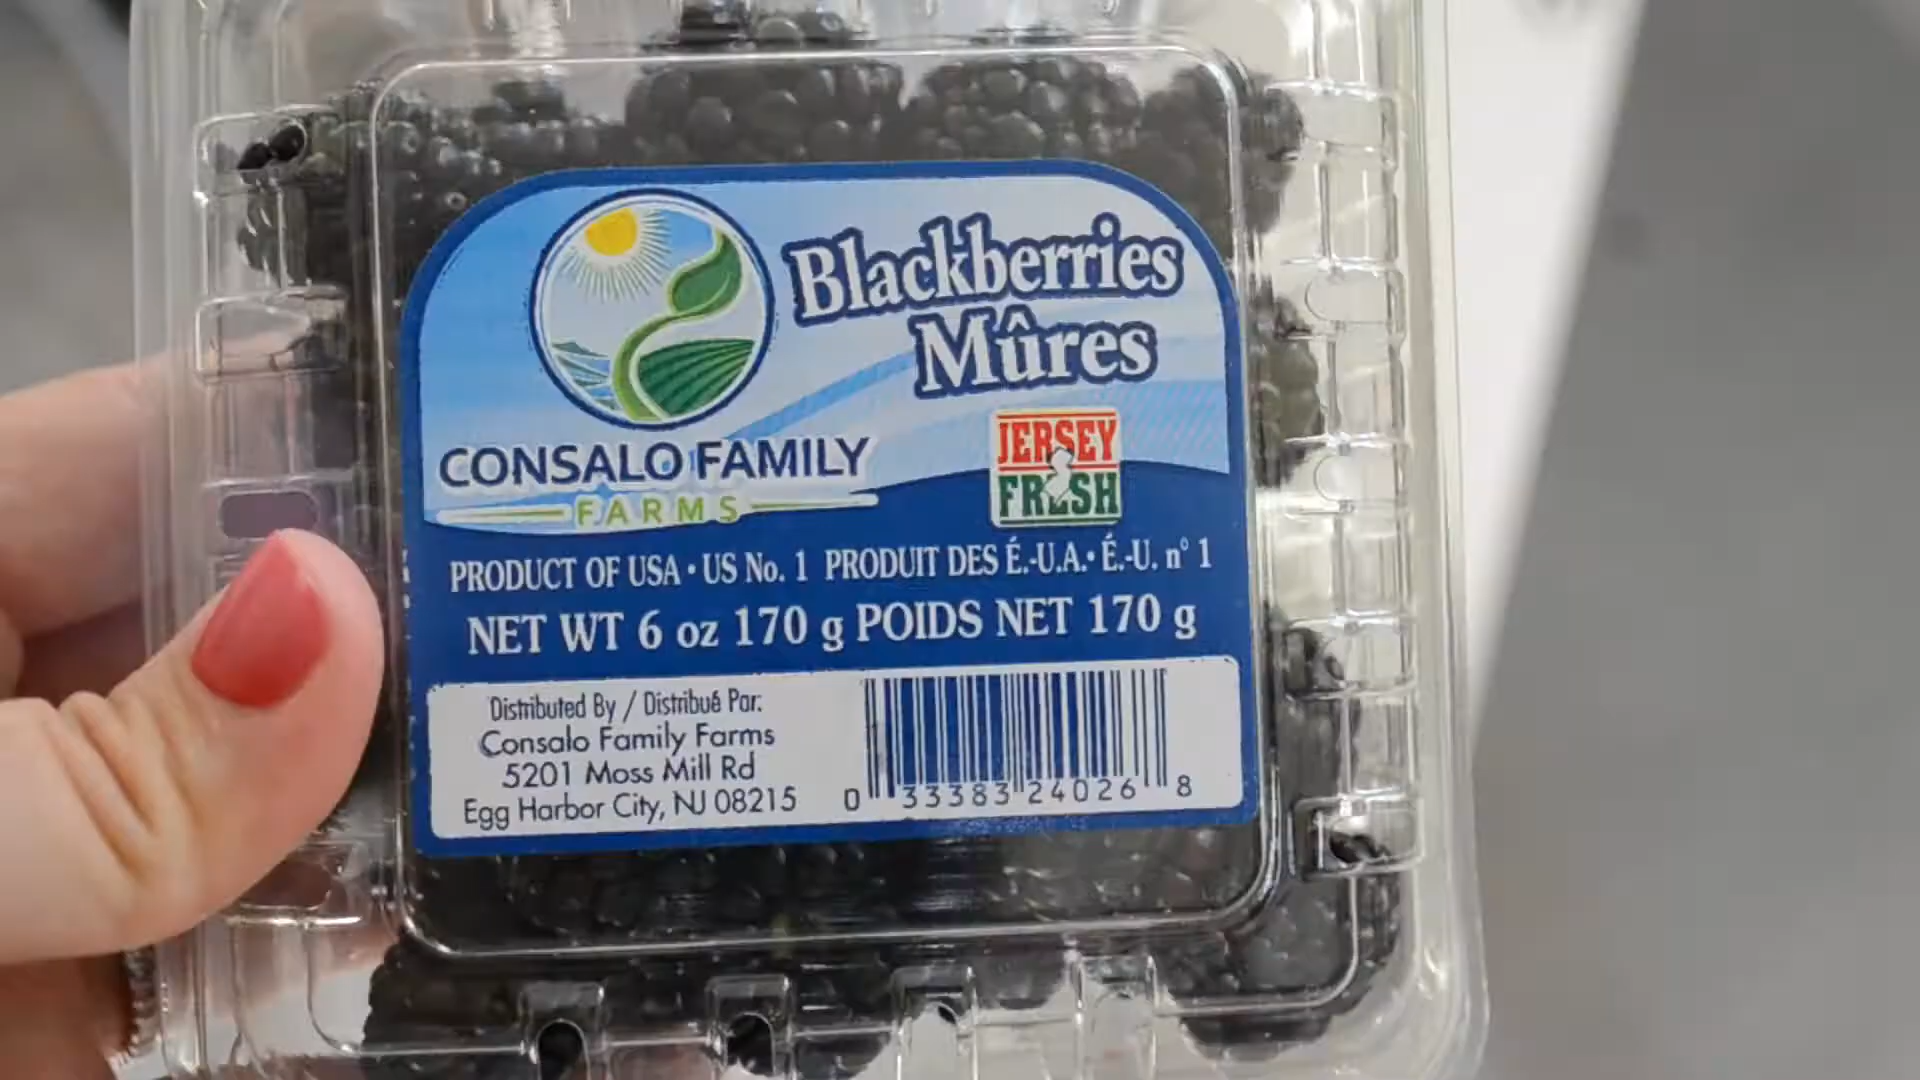 Blackberries
Mûres
CONSALO FAMILY
FARMS
JERSEY
FRESH
PRODUCT OF USA • US No. 1 PRODUIT DES É.-U.A.• É.-U. n° 1
NET WT 6 oz 170 g POIDS NET 170 g
Distributed By / Distribué Par:
Consalo Family Farms
5201 Moss Mill Rd
Egg Harbor City, NJ 08215
0 33383 24026 8